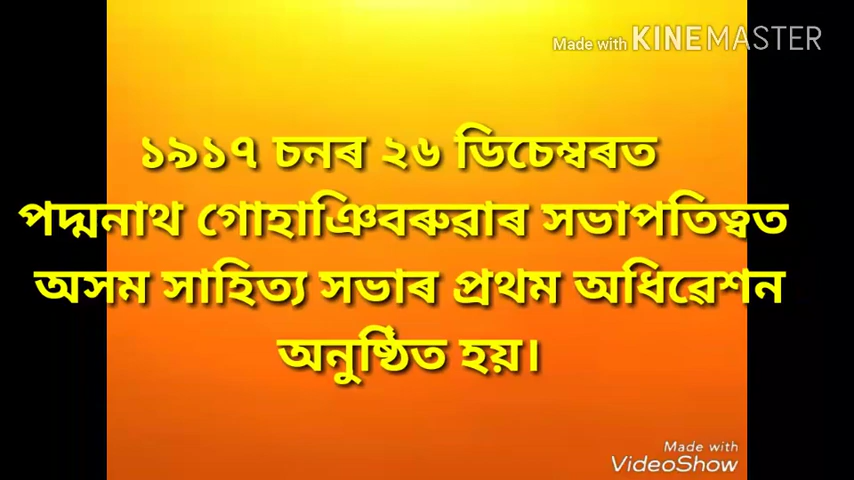 Made with KINEMASTER
১৯১৭ চনৰ ২৬ ডিচেম্বৰত
পদ্মনাথ গোহাঞিবৰুৱাৰ সভাপতিত্বত
অসম সাহিত্য সভাৰ প্ৰথম অধিৱেশন
অনুষ্ঠিত হয়।
Made with
VideoShow